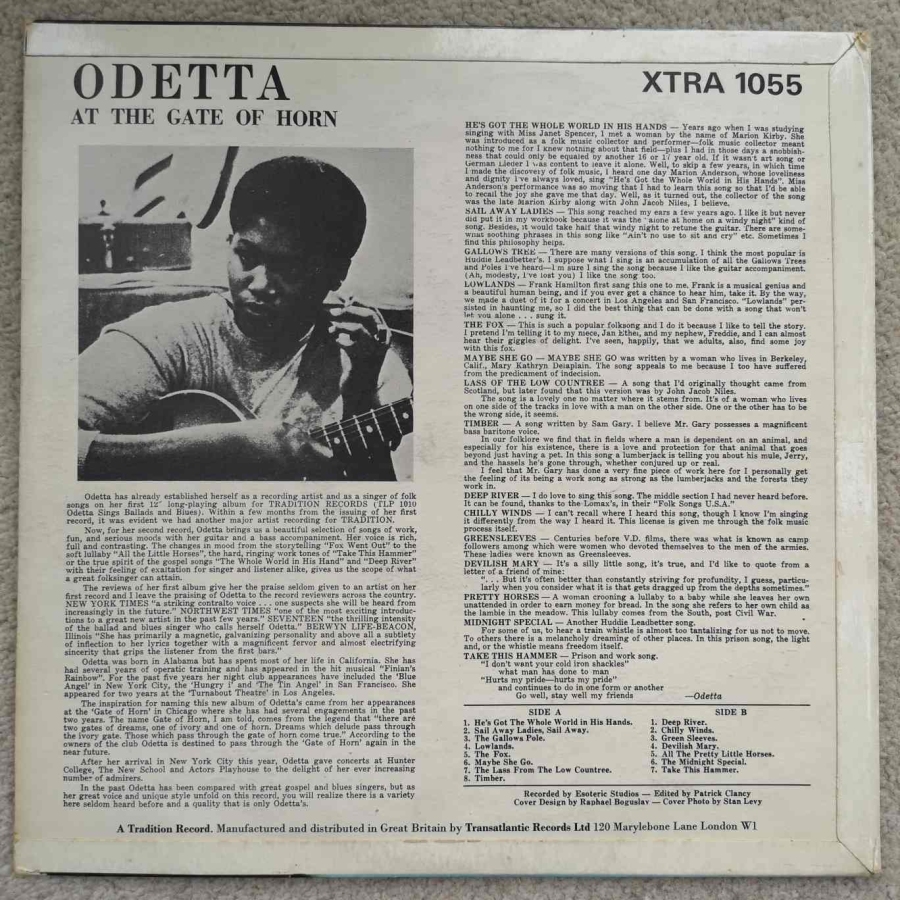 ODETTA
AT THE GATE OF HORN
XTRA 1055
Odetta has already established herself as a recording artist and as a singer of folk
songs on her first 12" long-playing album for TRADITION RECORDS (TLP 1010
Odetta Sings Ballads and Blues). Within a few months from the issuing of her first
record, it was evident we had another major artist recording for TRADITION.
Now, for her second record, Odetta brings us a beautiful selection of songs of work,
fun, and serious moods with her guitar and a bass accompaniment. Her voice is rich,
full and contrasting. The changes in mood from the storytelling "Fox Went Out" to the
soft lullaby "All the Little Horses", the hard, ringing work tones of "Take This Hammer"
or the true spirit of the gospel songs "The Whole World in His Hand" and "Deep River"
with their feeling of exaltation for singer and listener alike, gives us the scope of what
a great folksinger can attain.
The reviews of her first album give her the praise seldom given to an artist on her
first record and I leave the praising of Odetta to the record reviewers across the country.
NEW YORK TIMES "a striking contralto voice . . . one suspects she will be heard from
increasingly in the future." NORTHWEST TIMES "one of the most exciting introduc-
tions to a great new artist in the past few years." SEVENTEEN "the thrilling intensity
of the ballad and blues singer who calls herself Odetta." BERWYN LIFE-BEACON,
Illinois "She has primarily a magnetic, galvanizing personality and above all a subtlety
of inflection to her lyrics together with a magnificent fervor and almost electrifying
sincerity that grips the listener from the first bars."
Odetta was born in Alabama but has spent most of her life in California. She has
had several years of operatic training and has appeared in the hit musical "Finian's
Rainbow". For the past five years her night club appearances have included the 'Blue
Angel' in New York City, the 'Hungry i' and 'The Tin Angel' in San Francisco. She
appeared for two years at the 'Turnabout Theatre' in Los Angeles.
The inspiration for naming this new album of Odetta's came from her appearances
at the 'Gate of Horn' in Chicago where she has had several engagements in the past
two years. The name Gate of Horn, I am told, comes from the legend that "there are
two gates of dreams, one of ivory and one of horn. Dreams which delude pass through
the ivory gate. Those which pass through the gate of horn come true." According to the
owners of the club Odetta is destined to pass through the 'Gate of Horn' again in the
near future.
After her arrival in New York City this year, Odetta gave concerts at Hunter
College, The New School and Actors Playhouse to the delight of her ever increasing
number of admirers.
In the past Odetta has been compared with great gospel and blues singers, but as
her great voice and unique style unfold on this record, you will realize there is a variety
here seldom heard before and a quality that is only Odetta's.
HE'S GOT THE WHOLE WORLD IN HIS HANDS — Years ago when I was studying
singing with Miss Janet Spencer, I met a woman by the name of Marion Kirby. She
was introduced as a folk music collector and performer—folk music collector meant
nothing to me for I knew nothing about that field—plus I had in those days a snobbish-
ness that could only be equaled by another 16 or 17 year old. If it wasn't art song or
German Lieder I was content to leave it alone. Well, to skip a few years, in which time
I made the discovery of folk music, I heard one day Marion Anderson, whose loveliness
and dignity I've always loved, sing "He's Got the Whole World in His Hands". Miss
Anderson's performance was so moving that I had to learn this song so that I'd be able
to recall the joy she gave me that day. Well, as it turned out, the collector of the song
was the late Marion Kirby along with John Jacob Niles, I believe.
SAIL AWAY LADIES — This song reached my ears a few years ago. I like it but never
did put it in my workbook because it was the "alone at home on a windy night" kind of
song. Besides, it would take half that windy night to retune the guitar. There are some-
what soothing phrases in this song like "Ain't no use to sit and cry" etc. Sometimes I
find this philosophy helps.
GALLOWS TREE — There are many versions of this song. I think the most popular is
Huddie Leadbetter's. I suppose what I sing is an accumulation of all the Gallows Trees
and Poles I've heard—I'm sure I sing the song because I like the guitar accompaniment.
(Ah, modesty, I've lost you) I like the song too.
LOWLANDS — Frank Hamilton first sang this one to me. Frank is a musical genius and
a beautiful human being, and if you ever get a chance to hear him, take it. By the way,
we made a duet of it for a concert in Los Angeles and San Francisco. "Lowlands" per-
sisted in haunting me, so I did the best thing that can be done with a song that won't
let you alone . . . sung it.
THE FOX — This is such a popular folksong and I do it because I like to tell the story.
I pretend I'm telling it to my niece, Jan Ethei, and my nephew, Freddie, and I can almost
hear their giggles of delight. I've seen, happily, that we adults, also, find some joy
with this fox.
MAYBE SHE GO — MAYBE SHE GO was written by a woman who lives in Berkeley,
Calif., Mary Kathryn Deiaplain. The song appeals to me because I too have suffered
from the predicament of indecision.
LASS OF THE LOW COUNTREE — A song that I'd originally thought came from
Scotland, but later found that this version was by John Jacob Niles.
The song is a lovely one no matter where it stems from. It's of a woman who lives
on one side of the tracks in love with a man on the other side. One or the other has to be
the wrong side, it seems.
TIMBER — A song written by Sam Gary. I believe Mr. Gary possesses a magnificent
bass baritone voice.
In our folklore we find that in fields where a man is dependent on an animal, and
especially for his existence, there is a love and protection for that animal that goes
beyond just having a pet. In this song a lumberjack is telling you about his mule, Jerry,
and the hassels he's gone through, whether conjured up or real.
I feel that Mr. Gary has done a very fine piece of work here for I personally get
the feeling of its being a work song as strong as the lumberjacks and the forests they
work in.
DEEP RIVER — I do love to sing this song. The middle section I had never heard before.
It can be found, thanks to the Lomax's, in their "Folk Songs U.S.A."
CHILLY WINDS — I can't recall where I heard this song, though I know I'm singing
it differently from the way I heard it. This license is given me through the folk music
process itself.
GREENSLEEVES — Centuries before V.D. films, there was what is known as camp
followers among which were women who devoted themselves to the men of the armies.
These ladies were known as Greensleeves.
DEVILISH MARY — It's a silly little song, it's true, and I'd like to quote from a
letter of a friend of mine:
". . . But it's often better than constantly striving for profundity, I guess, particu-
larly when you consider what it is that gets dragged up from the depths sometimes."
PRETTY HORSES — A woman crooning a lullaby to a baby while she leaves her own
unattended in order to earn money for bread. In the song she refers to her own child as
the lambie in the meadow. This lullaby comes from the South, post Civil War.
MIDNIGHT SPECIAL — Another Huddie Leadbetter song.
For some of us, to hear a train whistle is almost too tantalizing for us not to move.
To others there is a melancholy dreaming of other places. In this prison song, the light
and, or the whistle means freedom itself.
TAKE THIS HAMMER — Prison and work song.
"I don't want your cold iron shackles"
what man has done to man
"Hurts my pride—hurts my pride"
and continues to do in one form or another
Go well, stay well my friends —Odetta
SIDE A
1. He's Got The Whole World in His Hands.
2. Sail Away Ladies, Sail Away.
3. The Gallows Pole.
4. Lowlands.
5. The Fox.
6. Maybe She Go.
7. The Lass From The Low Countree.
8. Timber.
SIDE B
1. Deep River.
2. Chilly Winds.
3. Green Sleeves.
4. Devilish Mary.
5. All The Pretty Little Horses.
6. The Midnight Special.
7. Take This Hammer.
Recorded by Esoteric Studios — Edited by Patrick Clancy
Cover Design by Raphael Boguslav — Cover Photo by Stan Levy
A Tradition Record. Manufactured and distributed in Great Britain by Transatlantic Records Ltd 120 Marylebone Lane London W1